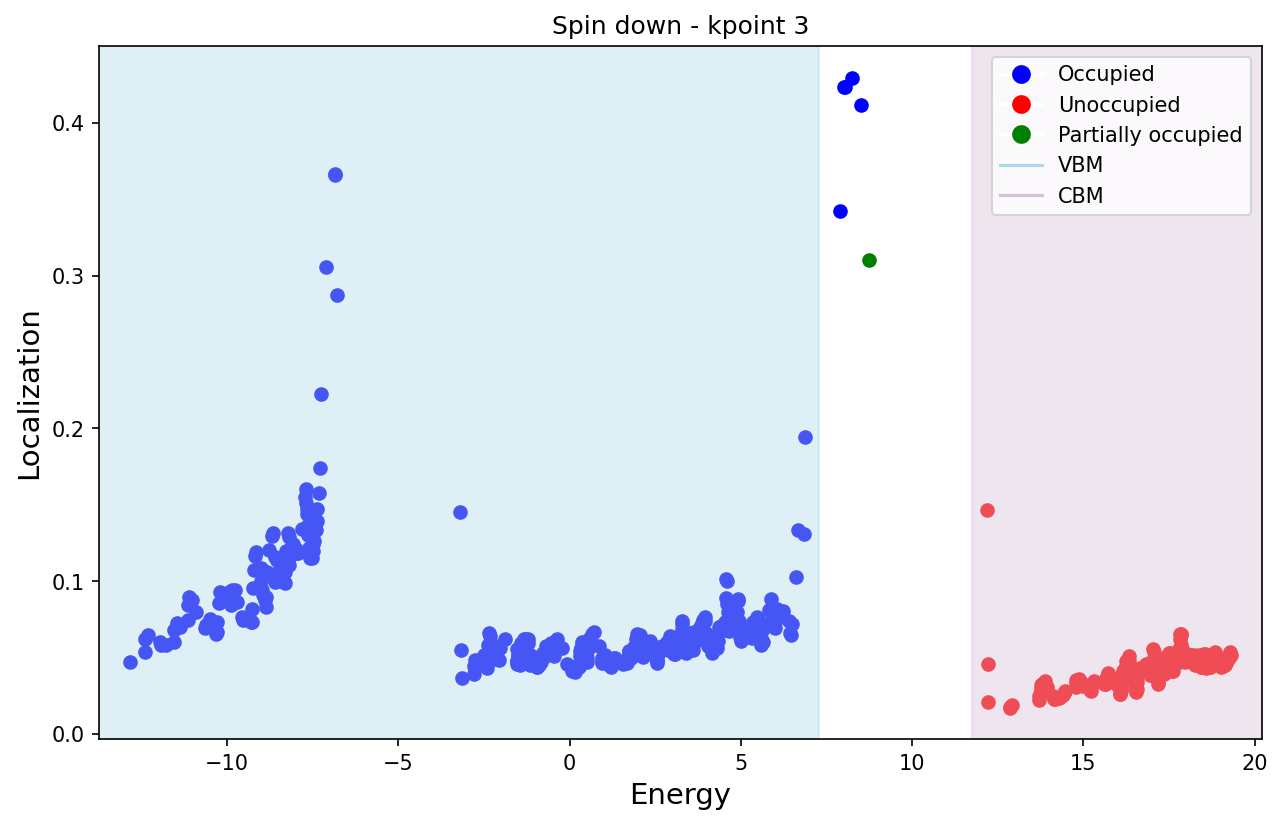 Spin down - kpoint 3
Localization
0.4
0.3
0.2
0.1
0.0
Occupied
Unoccupied
Partially occupied
VBM
CBM
−10
−5
0
5
10
15
20
Energy